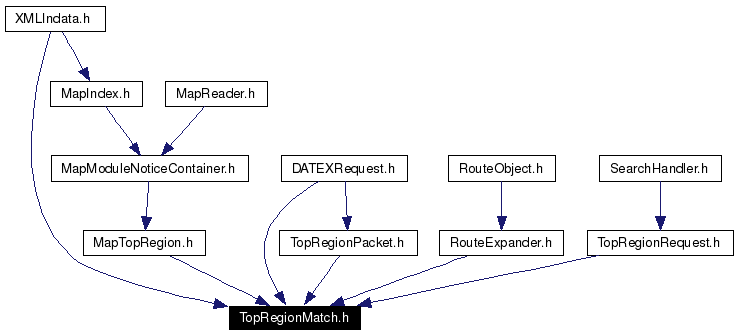 XMLIndata.h
MapIndex.h
MapReader.h
MapModuleNoticeContainer.h
DATEXRequest.h
RouteObject.h
SearchHandler.h
MapTopRegion.h
TopRegionPacket.h
RouteExpander.h
TopRegionRequest.h
TopRegionMatch.h